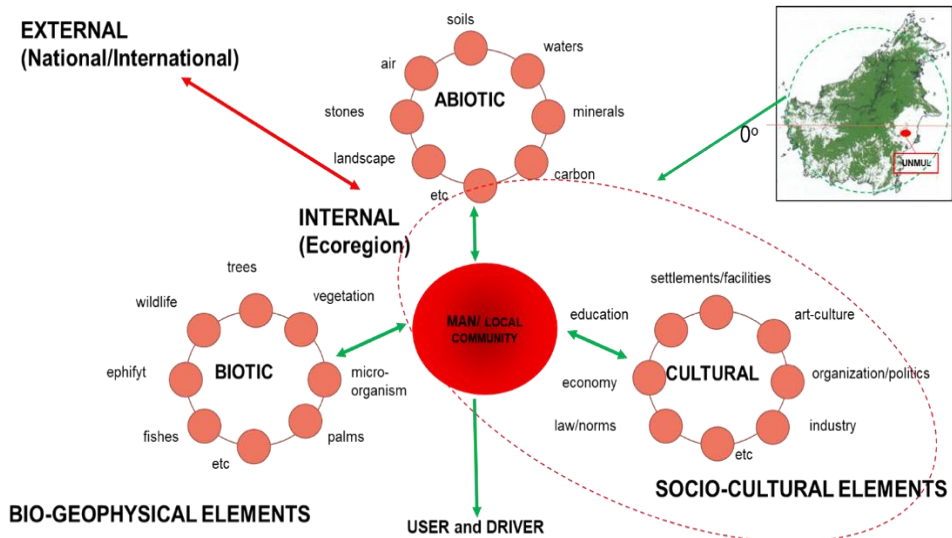 EXTERNAL
(National/International)
soils
air
waters
ABIOTIC
stones
minerals
landscape
carbon
etc
0o
UNMUL
INTERNAL
(Ecoregion)
trees
wildlife
vegetation
ephifyt
BIOTIC
micro-
organism
fishes
palms
etc
MAN/ LOCAL
COMMUNITY
settlements/facilities
education
art-culture
economy
CULTURAL
organization/politics
law/norms
industry
etc
BIO-GEOPHYSICAL ELEMENTS
SOCIO-CULTURAL ELEMENTS
USER and DRIVER